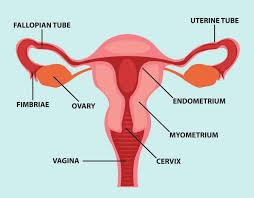 UTERINE TUBE
FALLOPIAN TUBE
FIMBRIAE
OVARY
ENDOMETRIUM
MYOMETRIUM
VAGINA
CERVIX